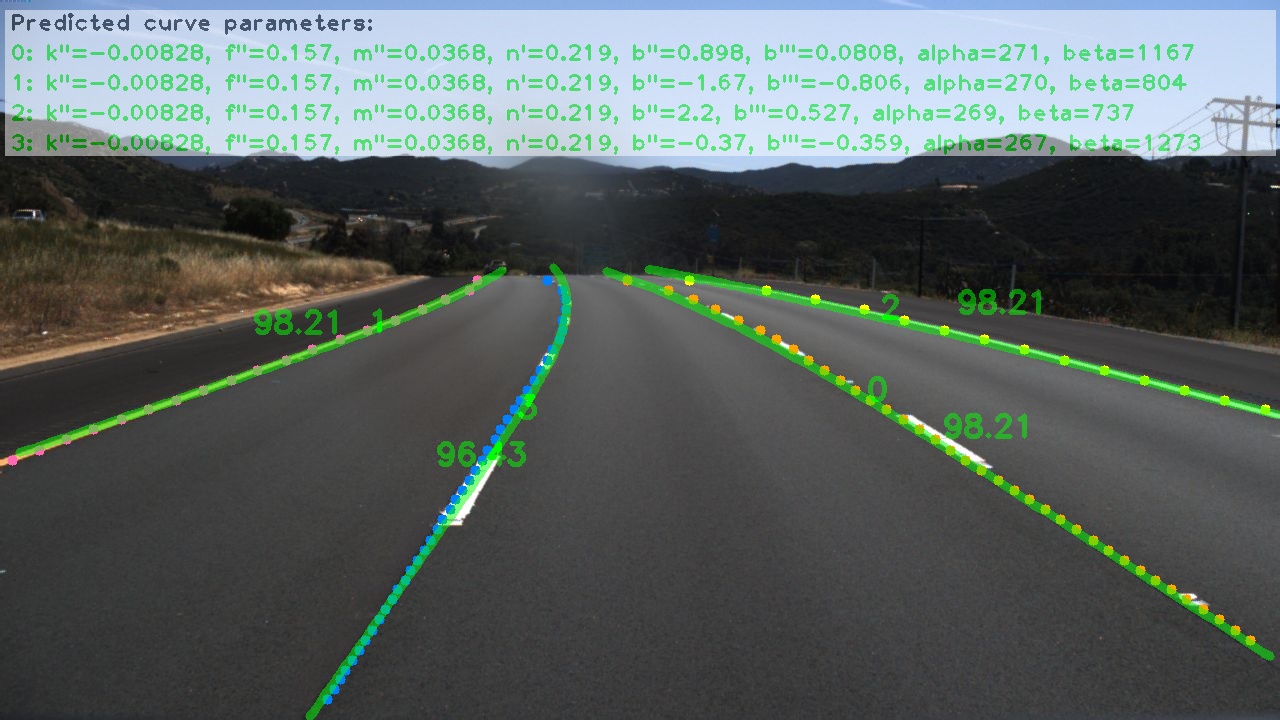 Predicted curve parameters:
0: k''=-0.00828, f''=0.157, m''=0.0368, n'=0.219, b''=0.898, b'''=0.0808, alpha=271, beta=1167
1: k''=-0.00828, f''=0.157, m''=0.0368, n'=0.219, b''=-1.67, b'''=-0.806, alpha=270, beta=804
2: k''=-0.00828, f''=0.157, m''=0.0368, n'=0.219, b''=2.2, b'''=0.527, alpha=269, beta=737
3: k''=-0.00828, f''=0.157, m''=0.0368, n'=0.219, b''=-0.37, b'''=-0.359, alpha=267, beta=1273
98.21 1
2 98.21
0
98.21
3